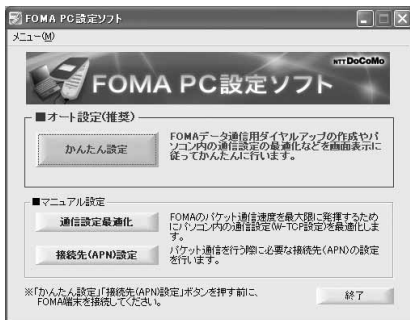 FOMA PC設定ソフト
メニュー(M)
NTT DoCoMo
FOMA PC設定ソフト
■オート設定(推奨)
かんたん設定
FOMAデータ通信用ダイヤルアップの作成やパ
ソコン内の通信設定の最適化などを画面表示に
従ってかんたんに行います。
■マニュアル設定
通信設定最適化
FOMAのパケット通信速度を最大限に発揮するため
にパソコン内の通信設定(W-TCP設定)を最適化しま
す。
接続先(APN)設定
パケット通信を行う際に必要な接続先(APN)の設定
を行います。
※「かんたん設定」「接続先(APN)設定」ボタンを押す前に、
FOMA端末を接続してください。
終了